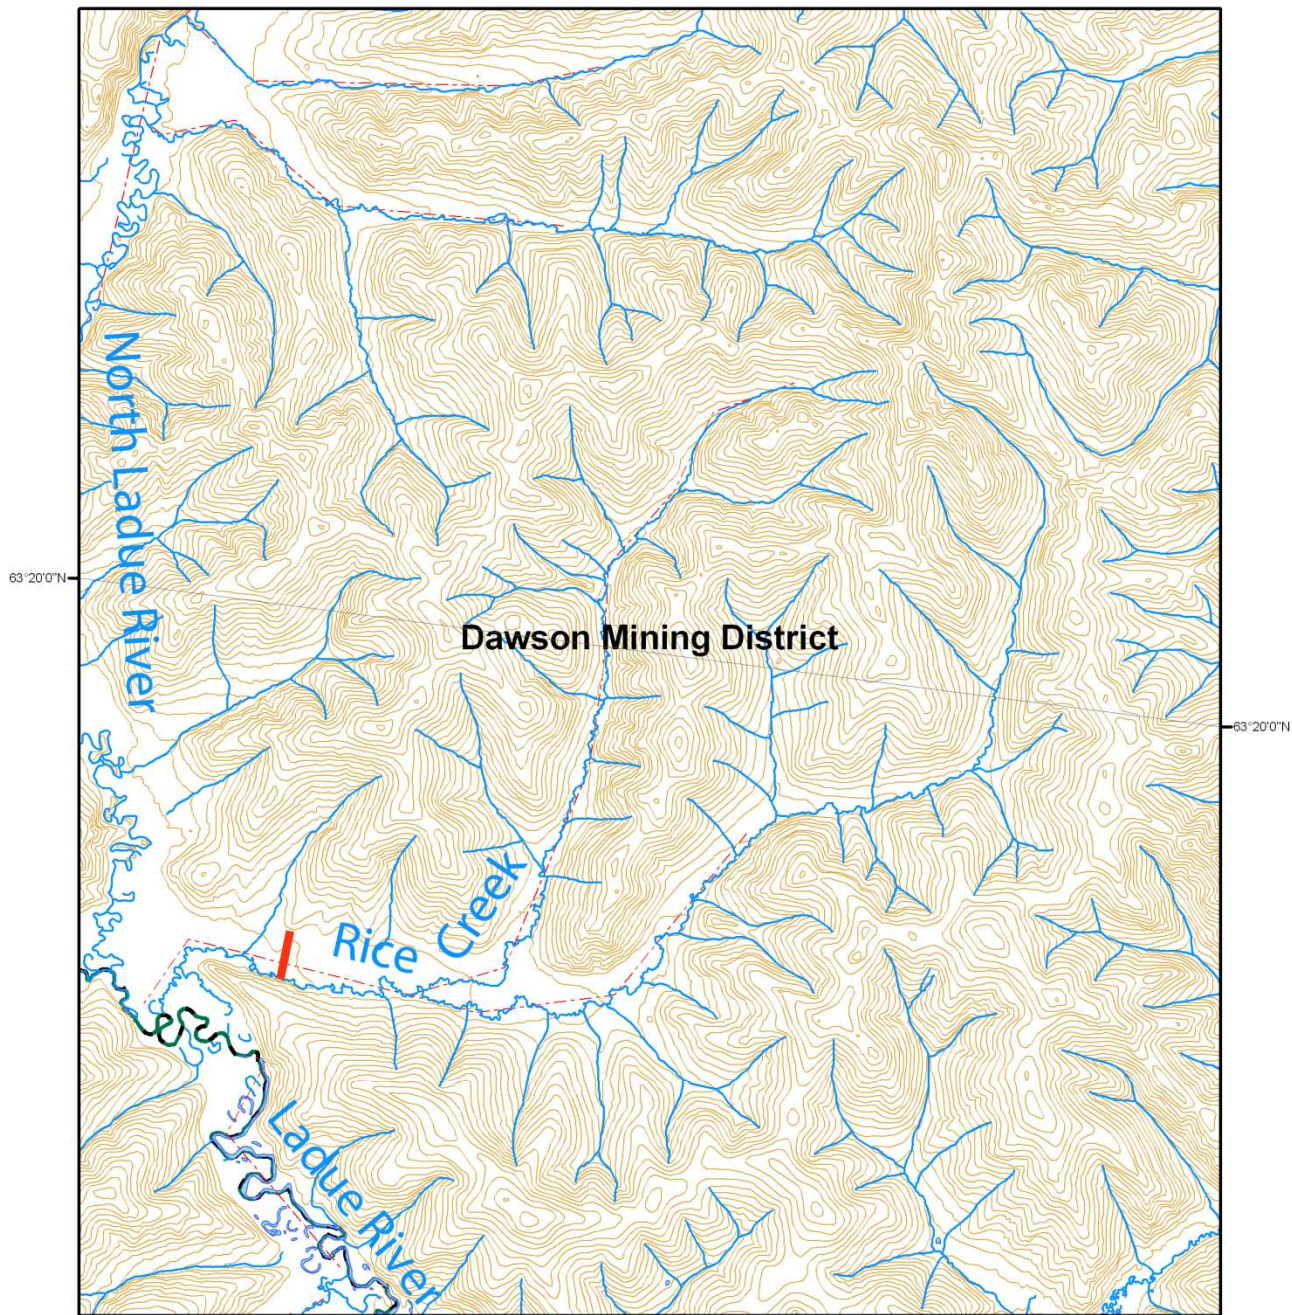 North Ladue River
63°20'0"N
Dawson Mining District
63°20'0"N
Rice Creek
Ladue River